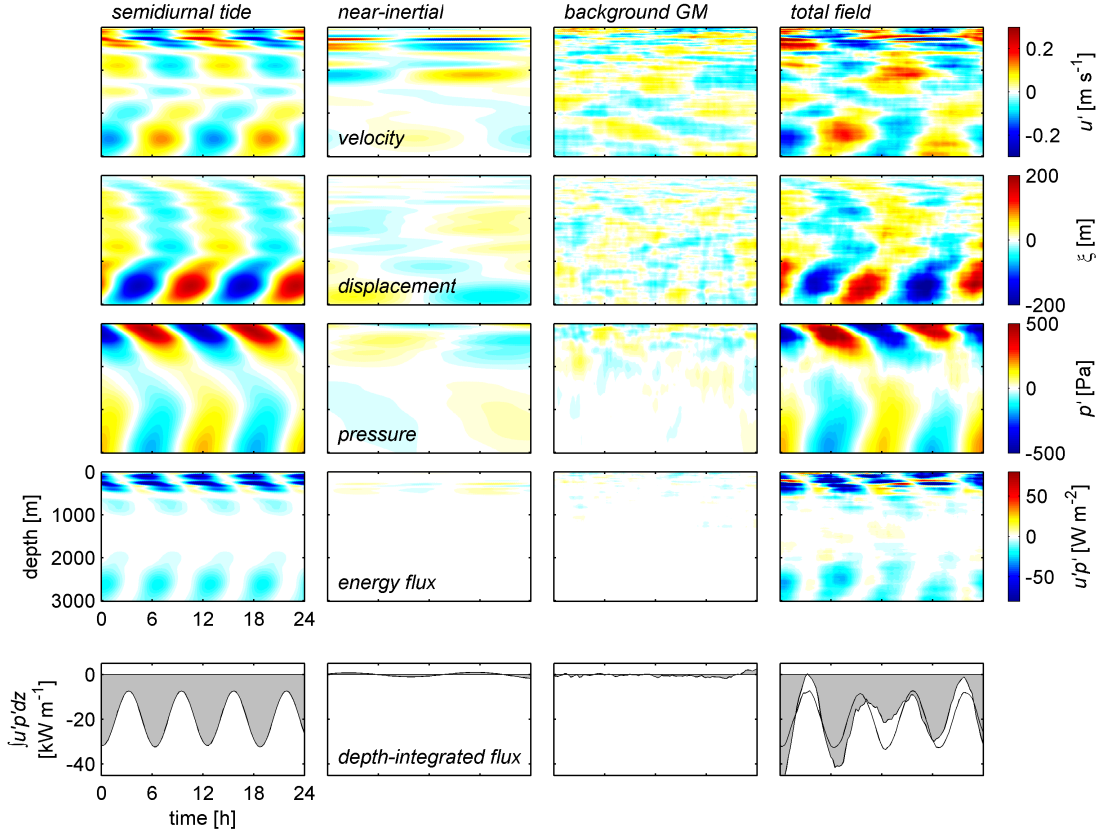 semidiurnal tide near-inertial background GM total field
velocity
0.2
0
-0.2
u' [m s-1]
displacement
200
100
0
-200
ξ [m]
pressure
500
0
-500
p' [Pa]
0
1000
2000
3000
depth [m]
0 6 12 18 24
energy flux
50
0
-50
u'p' [W m-2]
0
-20
-40
∫u'p'dz
[kW m-1]
depth-integrated flux
0 6 12 18 24
time [h]